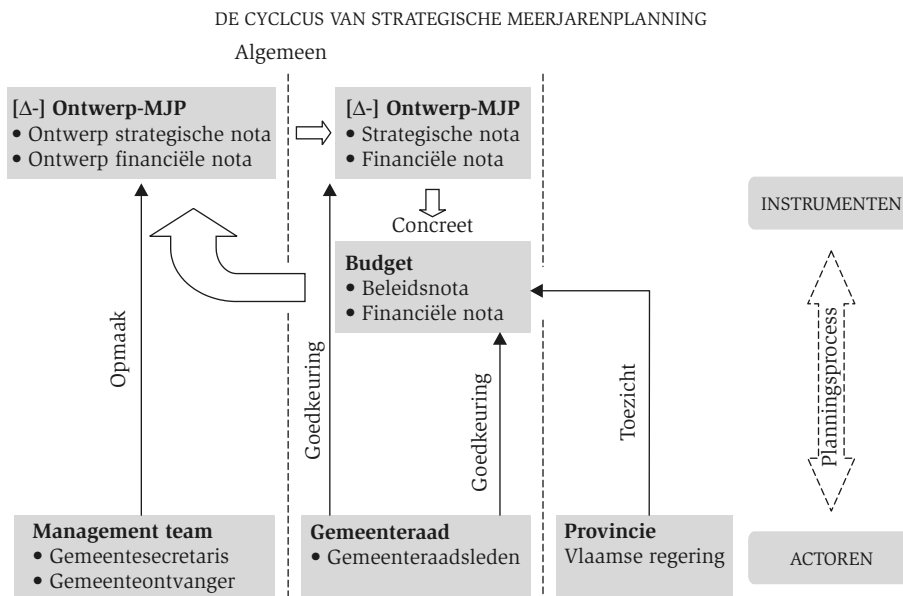 DE CYCLCUS VAN STRATEGISCHE MEERJARENPLANNING
Algemeen
[Δ-] Ontwerp-MJP
• Ontwerp strategische nota
• Ontwerp financiële nota
[Δ-] Ontwerp-MJP
• Strategische nota
• Financiële nota
Concreet
Budget
• Beleidsnota
• Financiële nota
Opmaak
Goedkeuring
Goedkeuring
Toezicht
Management team
• Gemeentesecretaris
• Gemeenteontvanger
Gemeenteraad
• Gemeenteraadsleden
Provincie
Vlaamse regering
INSTRUMENTEN
Planningsprocess
ACTOREN